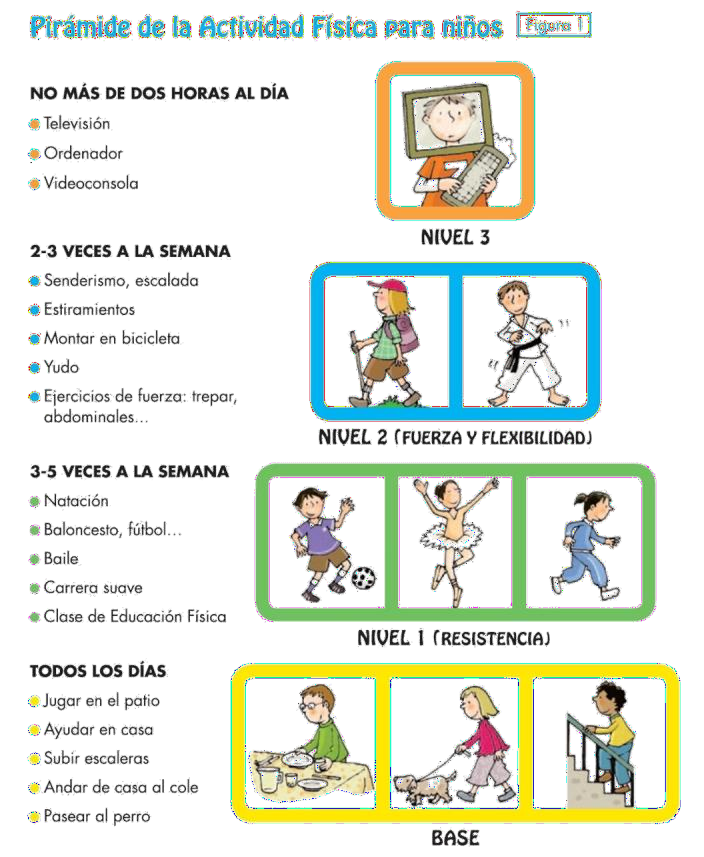 Pirámide de la Actividad Física para niños
Figura 1
NO MÁS DE DOS HORAS AL DÍA
Televisión
Ordenador
Videoconsola
NIVEL 3
2-3 VECES A LA SEMANA
Senderismo, escalada
Estiramientos
Montar en bicicleta
Yudo
Ejercicios de fuerza: trepar,
abdominales...
NIVEL 2 (FUERZA Y FLEXIBILIDAD)
3-5 VECES A LA SEMANA
Natación
Baloncesto, fútbol...
Baile
Carrera suave
Clase de Educación Física
NIVEL 1 (RESISTENCIA)
TODOS LOS DÍAS
Jugar en el patio
Ayudar en casa
Subir escaleras
Andar de casa al cole
Pasear al perro
BASE